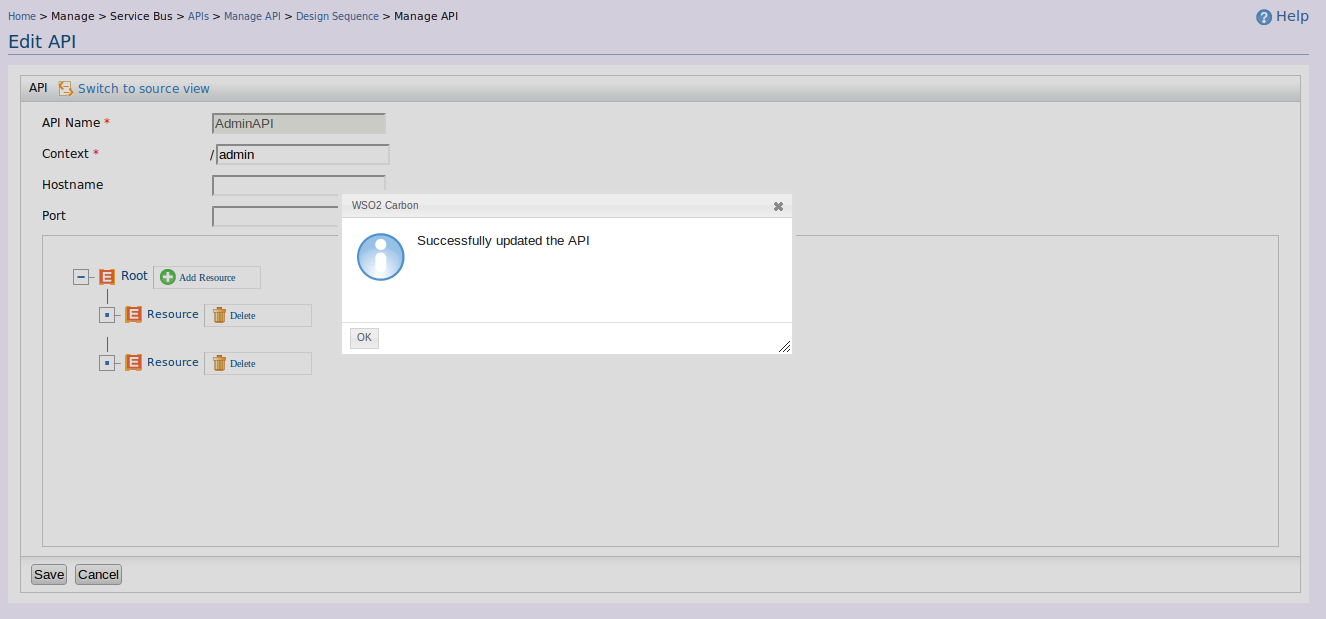 Home > Manage > Service Bus > APIs > Manage API > Design Sequence > Manage API
Help
Edit API
API Switch to source view
API Name *
AdminAPI
Context *
/ admin
Hostname
Port
WSO2 Carbon
Successfully updated the API
OK
Root Add Resource
Resource Delete
Resource Delete
Save Cancel